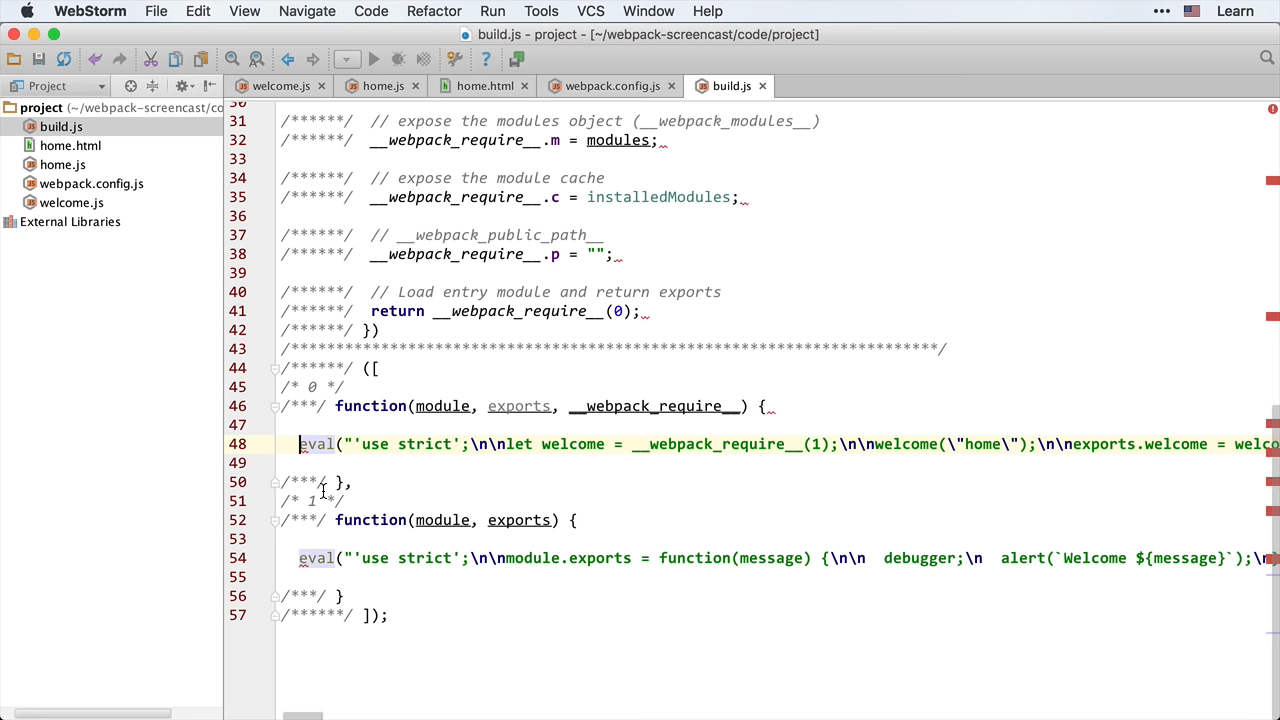 WebStorm File Edit View Navigate Code Refactor Run Tools VCS Window Help ••• Learn
build.js - project - [~/webpack-screencast/code/project]
Project welcome.js home.js home.html webpack.config.js build.js
project (~/webpack-screencast/co
build.js
home.html
home.js
webpack.config.js
welcome.js
External Libraries
30
31 /******/ // expose the modules object (__webpack_modules__)
32 /******/ __webpack_require__.m = modules;
33
34 /******/ // expose the module cache
35 /******/ __webpack_require__.c = installedModules;
36
37 /******/ // __webpack_public_path__
38 /******/ __webpack_require__.p = "";
39
40 /******/ // Load entry module and return exports
41 /******/ return __webpack_require__(0);
42 /******/ })
43 /************************************************************************/
44 /******/ ([
45 /* 0 */
46 /***/ function(module, exports, __webpack_require__) {
47
48 eval("'use strict';\n\nlet welcome = __webpack_require__(1);\n\nwelcome(\"home\");\n\nexports.welcome = welco
49
50 /***/ },
51 /* 1 */
52 /***/ function(module, exports) {
53
54 eval("'use strict';\n\nmodule.exports = function(message) {\n\n  debugger;\n  alert(`Welcome ${message}`);\n}
55
56 /***/ }
57 /******/ ]);